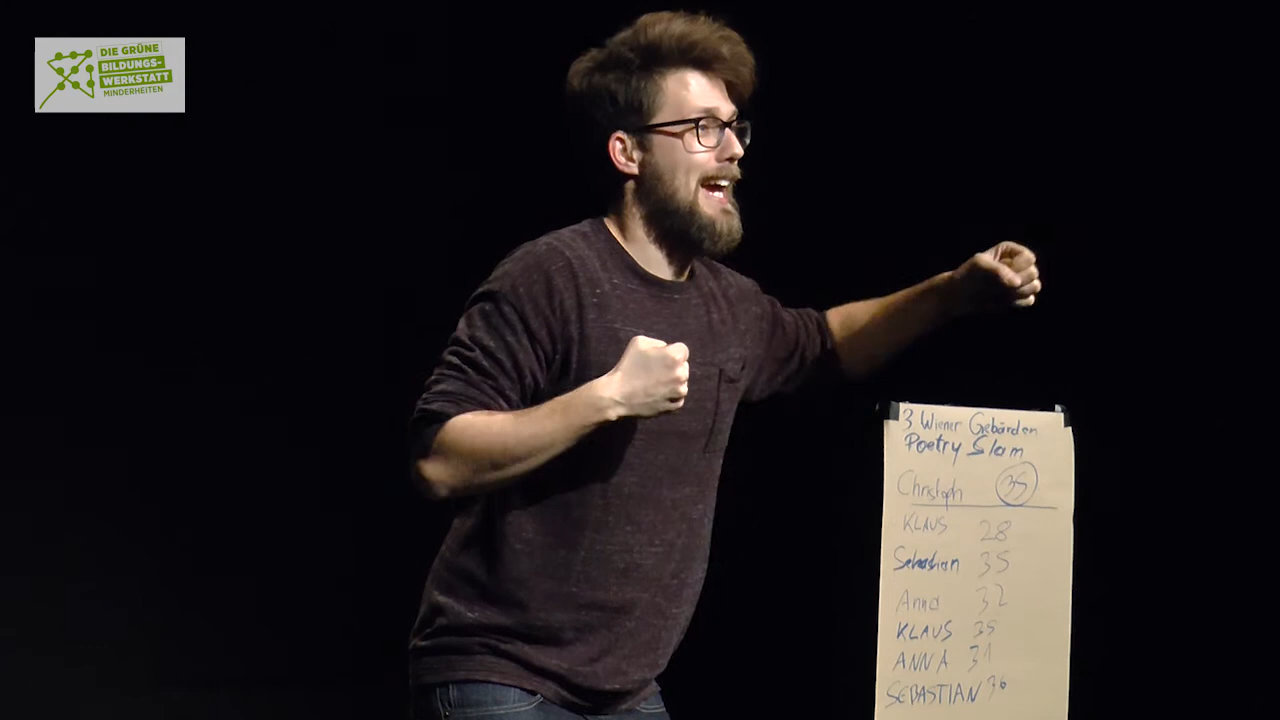 DIE GRÜNE
BILDUNGS-
WERKSTATT
MINDERHEITEN
3 Wiener Gebärden
Poetry Slam
Christoph 35
KLAUS 28
Sebastian 35
Anna 32
KLAUS 35
ANNA 31
SEBASTIAN 36